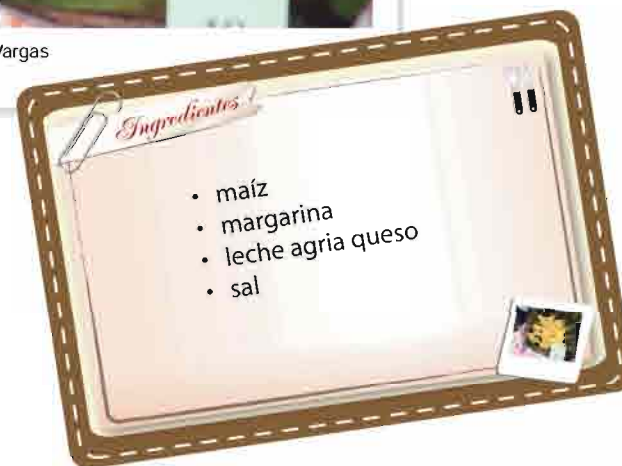 Vargas
Ingredientes
• maíz
• margarina
• leche agria queso
• sal